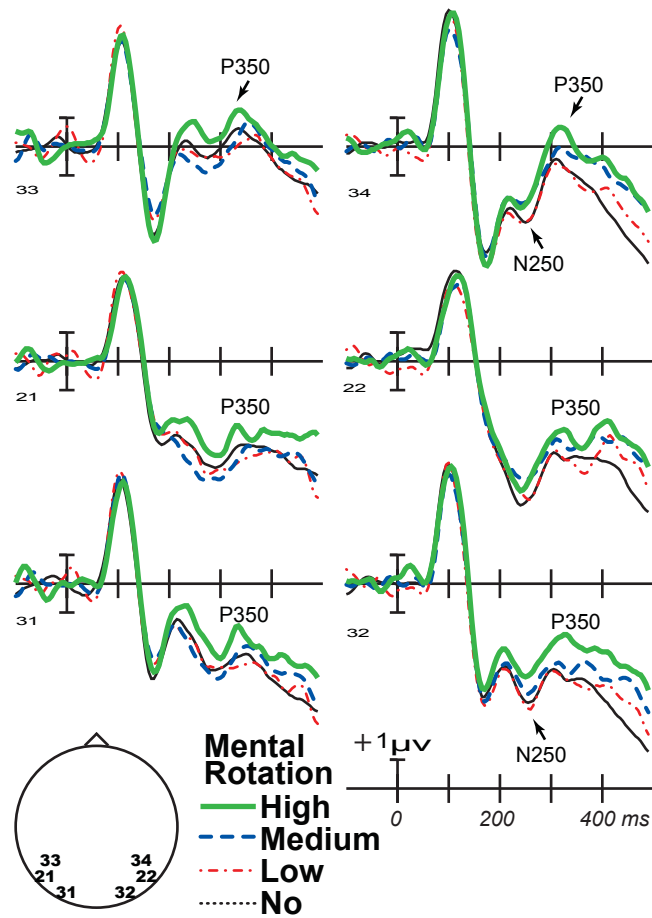 P350
P350
33
34
N250
21
22
P350
P350
31
32
P350
P350
N250
+1µv
Mental
Rotation
High
Medium
Low
No
0 200 400 ms
33 34
21 22
31 32